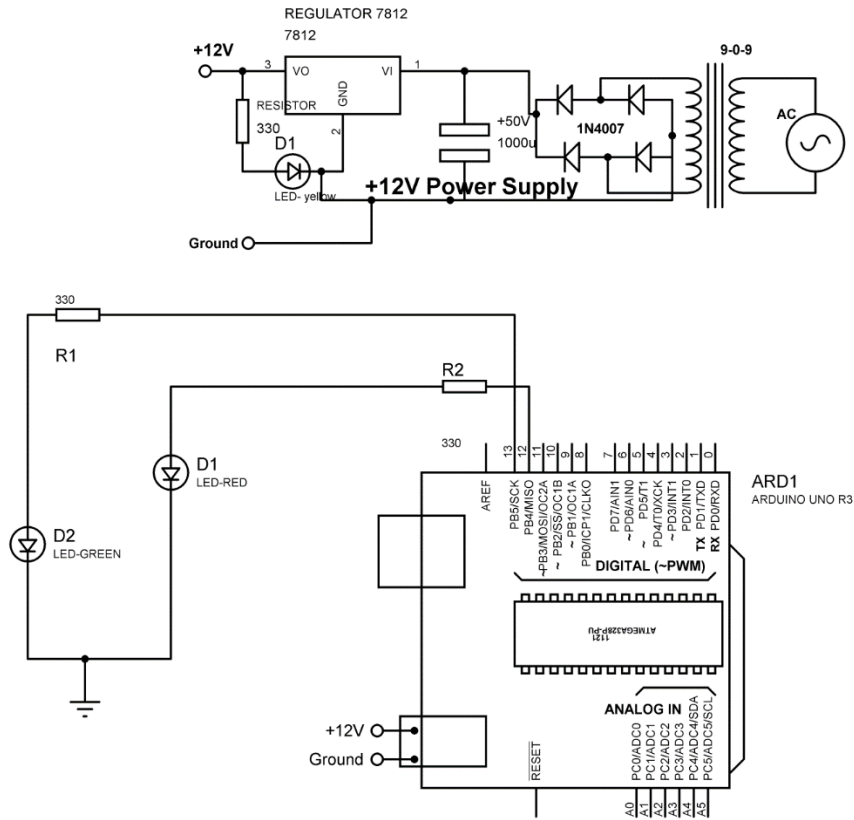 REGULATOR 7812
7812
+12V
3
VO
VI
1
GND
2
9-0-9
RESISTOR
330
D1
LED- yellow
+50V
1000u
1N4007
AC
+12V Power Supply
Ground
330
R1
R2
330
D1
LED-RED
D2
LED-GREEN
ARD1
ARDUINO UNO R3
AREF
13
12
11
10
9
8
7
6
5
4
3
2
1
0
PB5/SCK
PB4/MISO
~PB3/MOSI/OC2A
~ PB2/SS/OC1B
~ PB1/OC1A
PB0/ICP1/CLKO
PD7/AIN1
~PD6/AIN0
~ PD5/T1
PD4/T0/XCK
~PD3/INT1
PD2/INT0
TX PD1/TXD
RX PD0/RXD
DIGITAL (~PWM)
ATMEGA328P-PU
1121
ANALOG IN
+12V
Ground
RESET
PC0/ADC0
PC1/ADC1
PC2/ADC2
PC3/ADC3
PC4/ADC4/SDA
PC5/ADC5/SCL
A0
A1
A2
A3
A4
A5